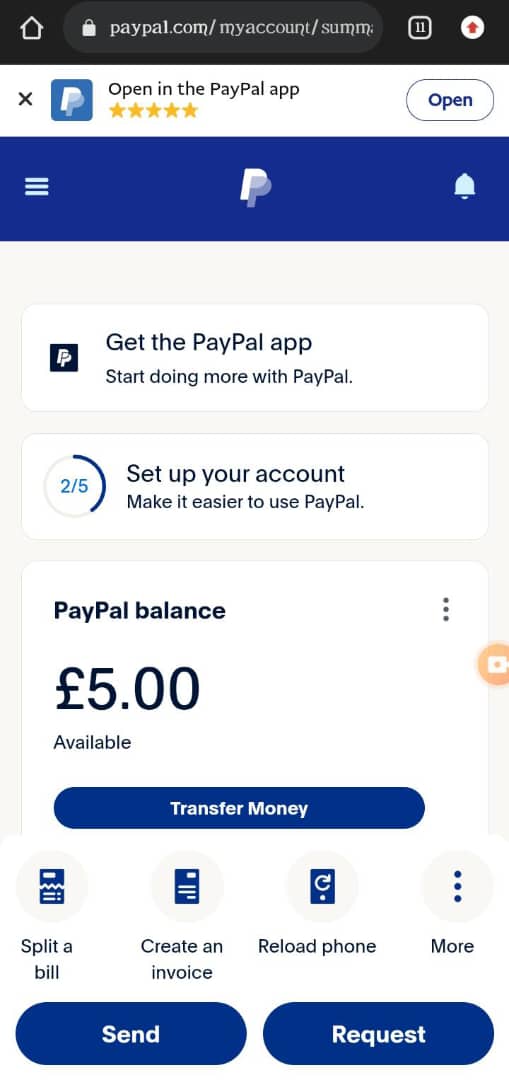 paypal.com/myaccount/summ
11
Open in the PayPal app
Open
Get the PayPal app
Start doing more with PayPal.
2/5
Set up your account
Make it easier to use PayPal.
PayPal balance
£5.00
Available
Transfer Money
Split a
bill
Create an
invoice
Reload phone
More
Send
Request